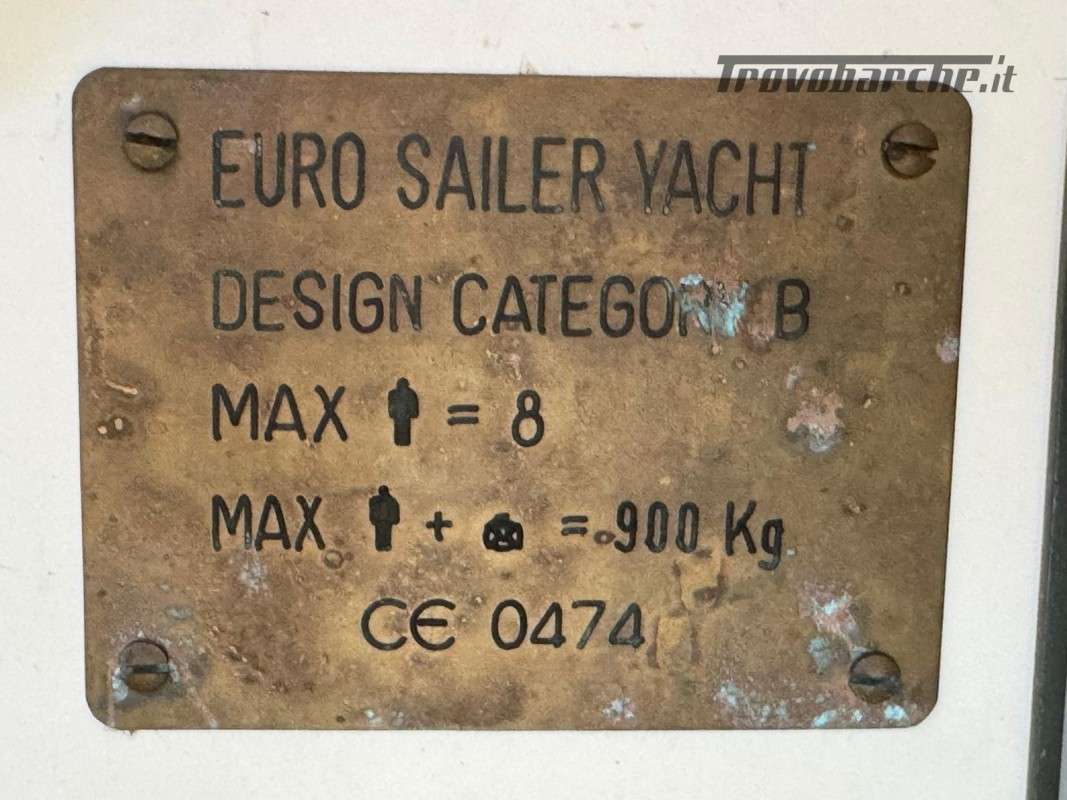 Trovobarche.it
EURO SAILER YACHT
DESIGN CATEGORY B
MAX = 8
MAX + = 900 Kg.
CE 0474